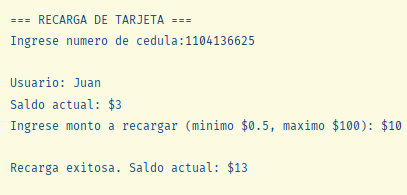 === RECARGA DE TARJETA ===
Ingrese numero de cedula:1104136625
Usuario: Juan
Saldo actual: $3
Ingrese monto a recargar (minimo $0.5, maximo $100): $10
Recarga exitosa. Saldo actual: $13